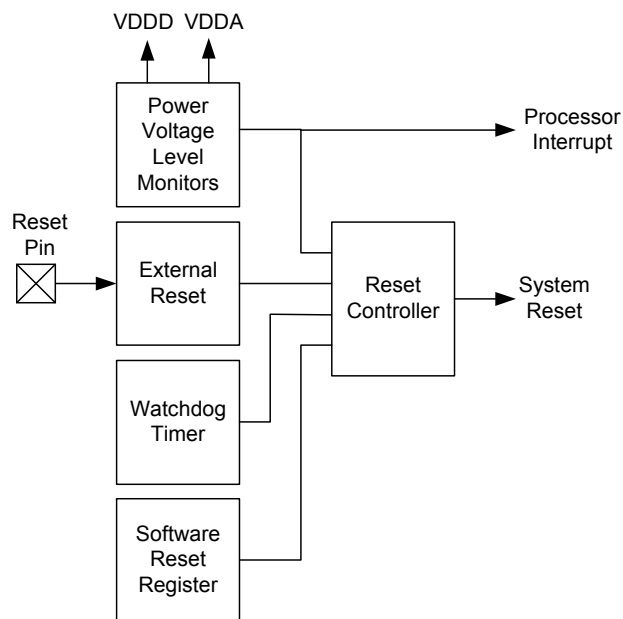 VDDD VDDA
Power
Voltage
Level
Monitors
Processor
Interrupt
Reset
Pin
External
Reset
Reset
Controller
System
Reset
Watchdog
Timer
Software
Reset
Register